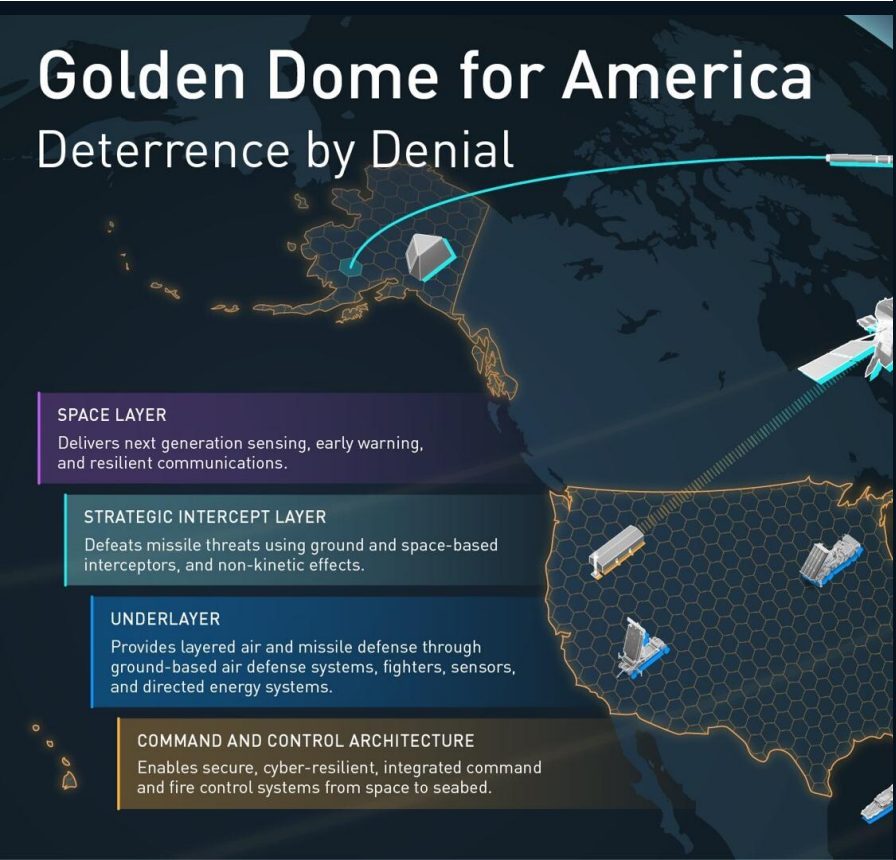 Golden Dome for America
Deterrence by Denial
SPACE LAYER
Delivers next generation sensing, early warning,
and resilient communications.
STRATEGIC INTERCEPT LAYER
Defeats missile threats using ground and space-based
interceptors, and non-kinetic effects.
UNDERLAYER
Provides layered air and missile defense through
ground-based air defense systems, fighters, sensors,
and directed energy systems.
COMMAND AND CONTROL ARCHITECTURE
Enables secure, cyber-resilient, integrated command
and fire control systems from space to seabed.